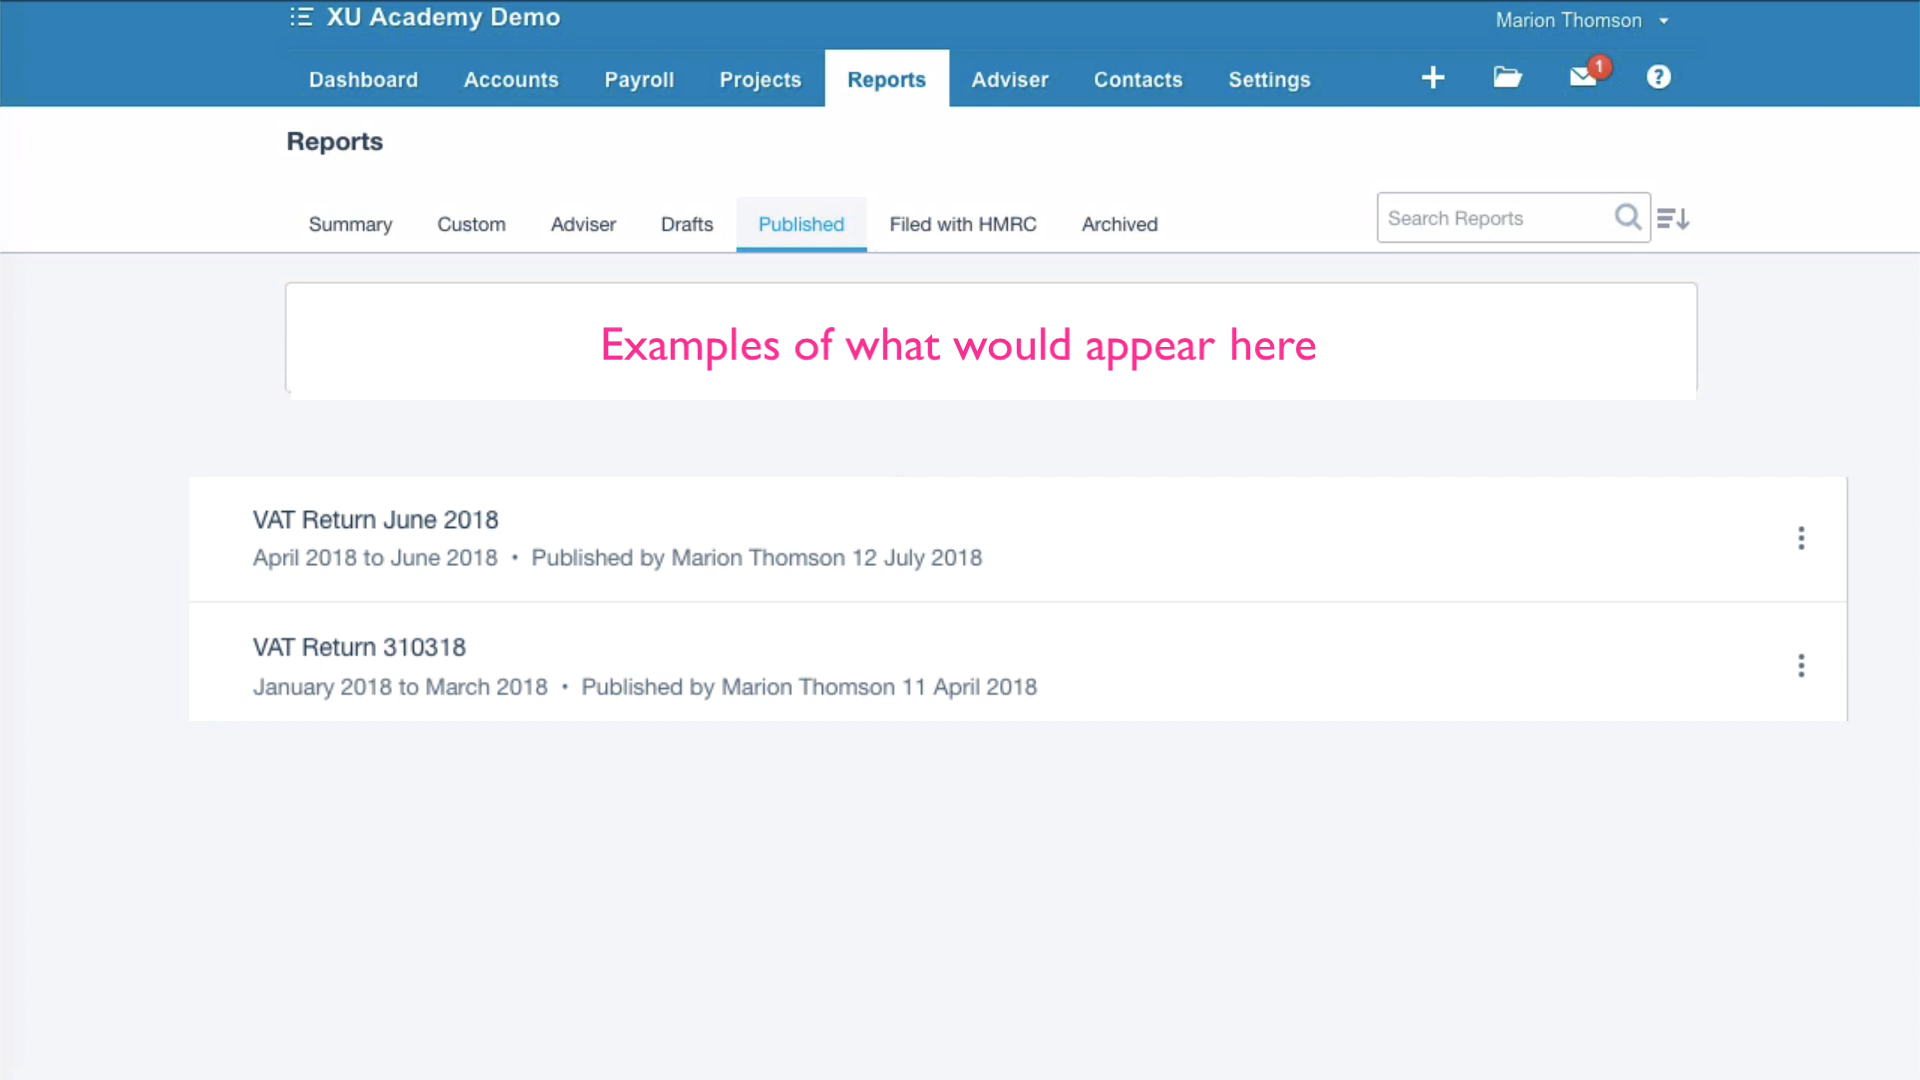 XU Academy Demo
Marion Thomson
Dashboard Accounts Payroll Projects Reports Adviser Contacts Settings 1 ?
Reports
Summary Custom Adviser Drafts Published Filed with HMRC Archived Search Reports
Examples of what would appear here
VAT Return June 2018
April 2018 to June 2018 • Published by Marion Thomson 12 July 2018
VAT Return 310318
January 2018 to March 2018 • Published by Marion Thomson 11 April 2018